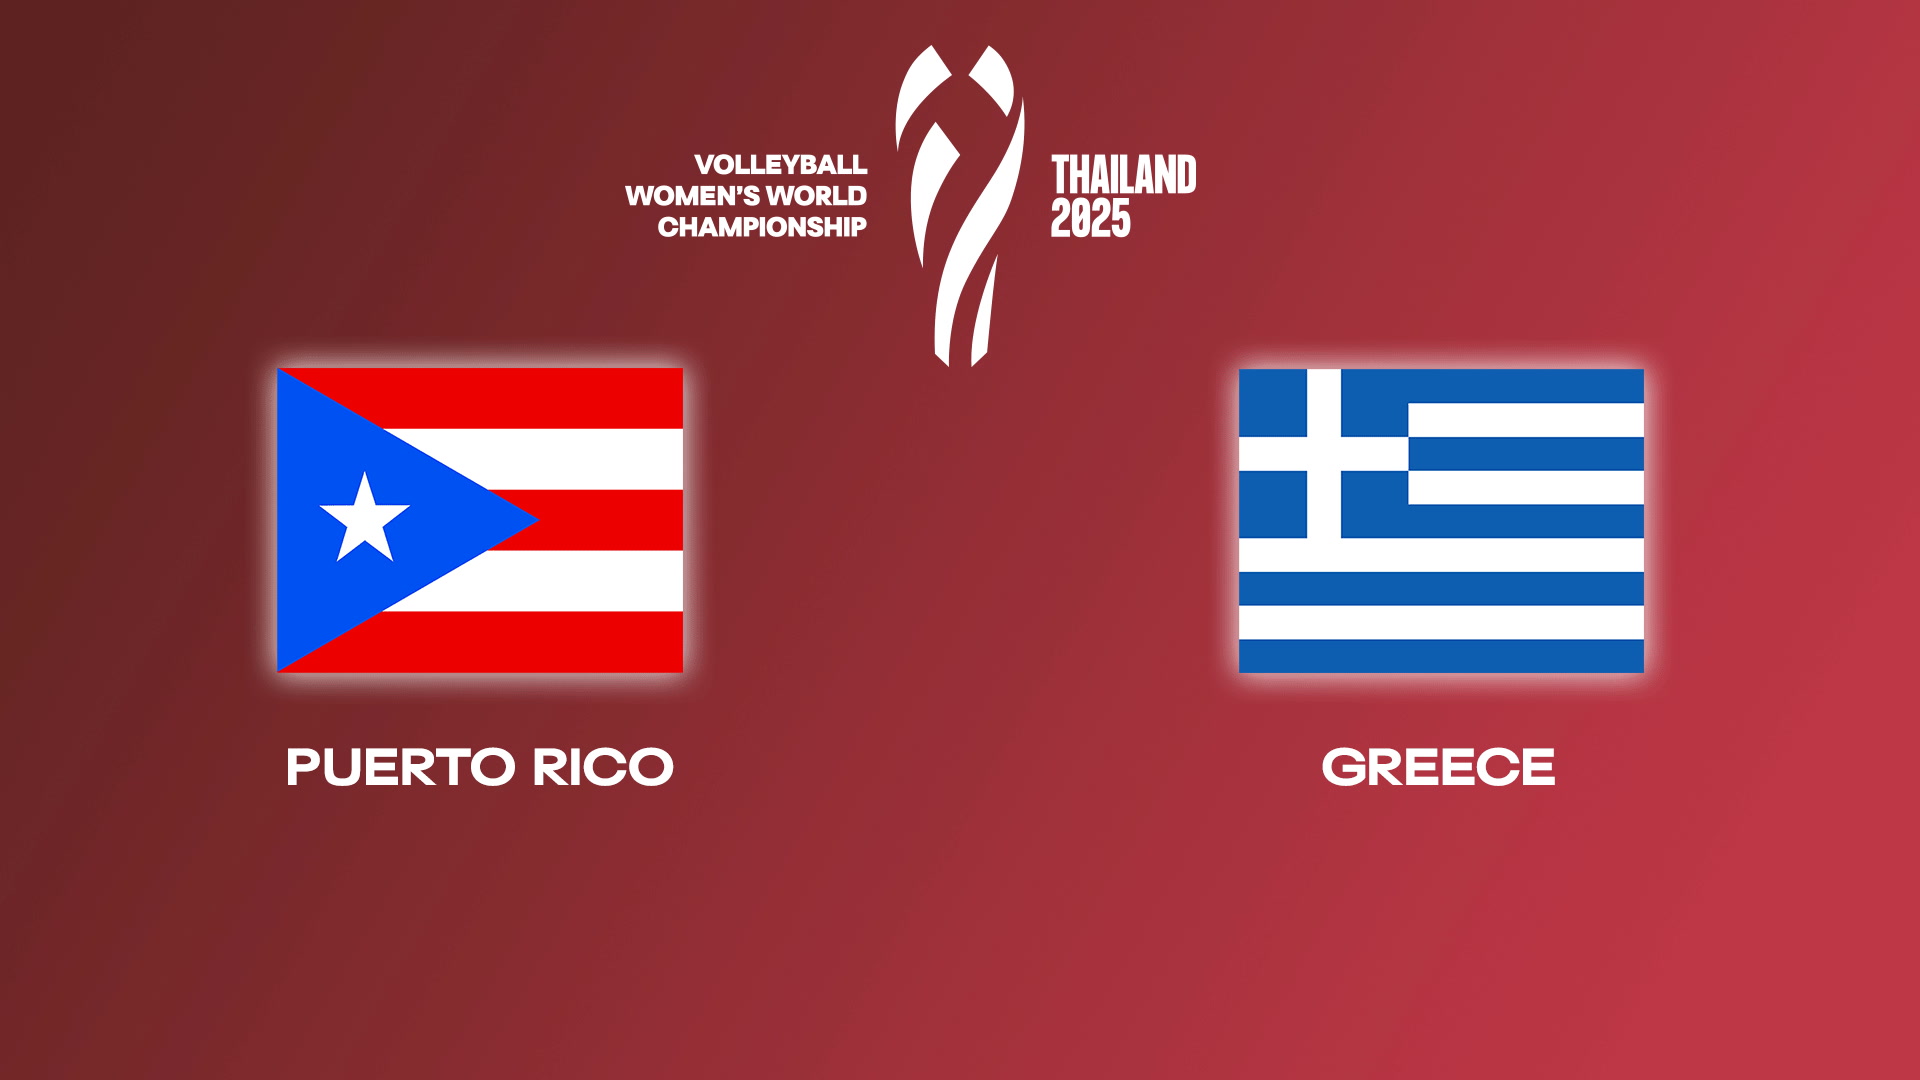 VOLLEYBALL
WOMEN'S WORLD
CHAMPIONSHIP
THAILAND
2025
PUERTO RICO
GREECE